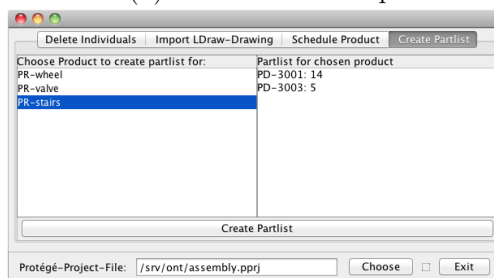 Delete Individuals Import LDraw-Drawing Schedule Product Create Partlist
Choose Product to create partlist for: Partlist for chosen product
PR-wheel PD-3001: 14
PR-valve PD-3003: 5
PR-stairs
Create Partlist
Protégé-Project-File: /srv/ont/assembly.pprj Choose Exit